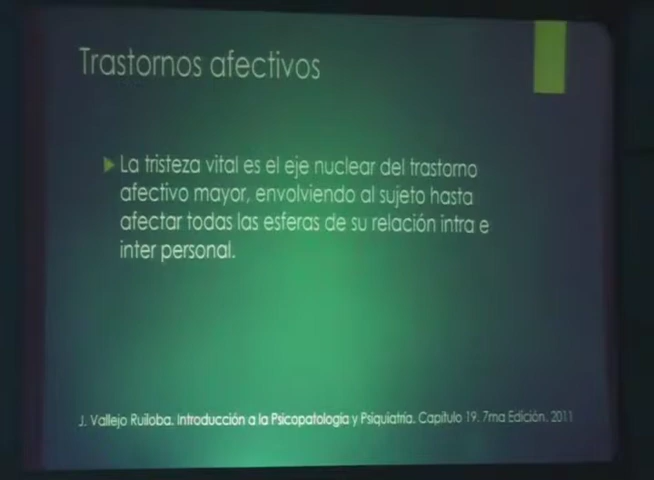 Trastornos afectivos
La tristeza vital es el eje nuclear del trastorno
afectivo mayor, envolviendo al sujeto hasta
afectar todas las esferas de su relación intra e
inter personal.
J. Vallejo Ruiloba. Introducción a la Psicopatología y Psiquiatría. Capítulo 19. 7ma Edición. 2011